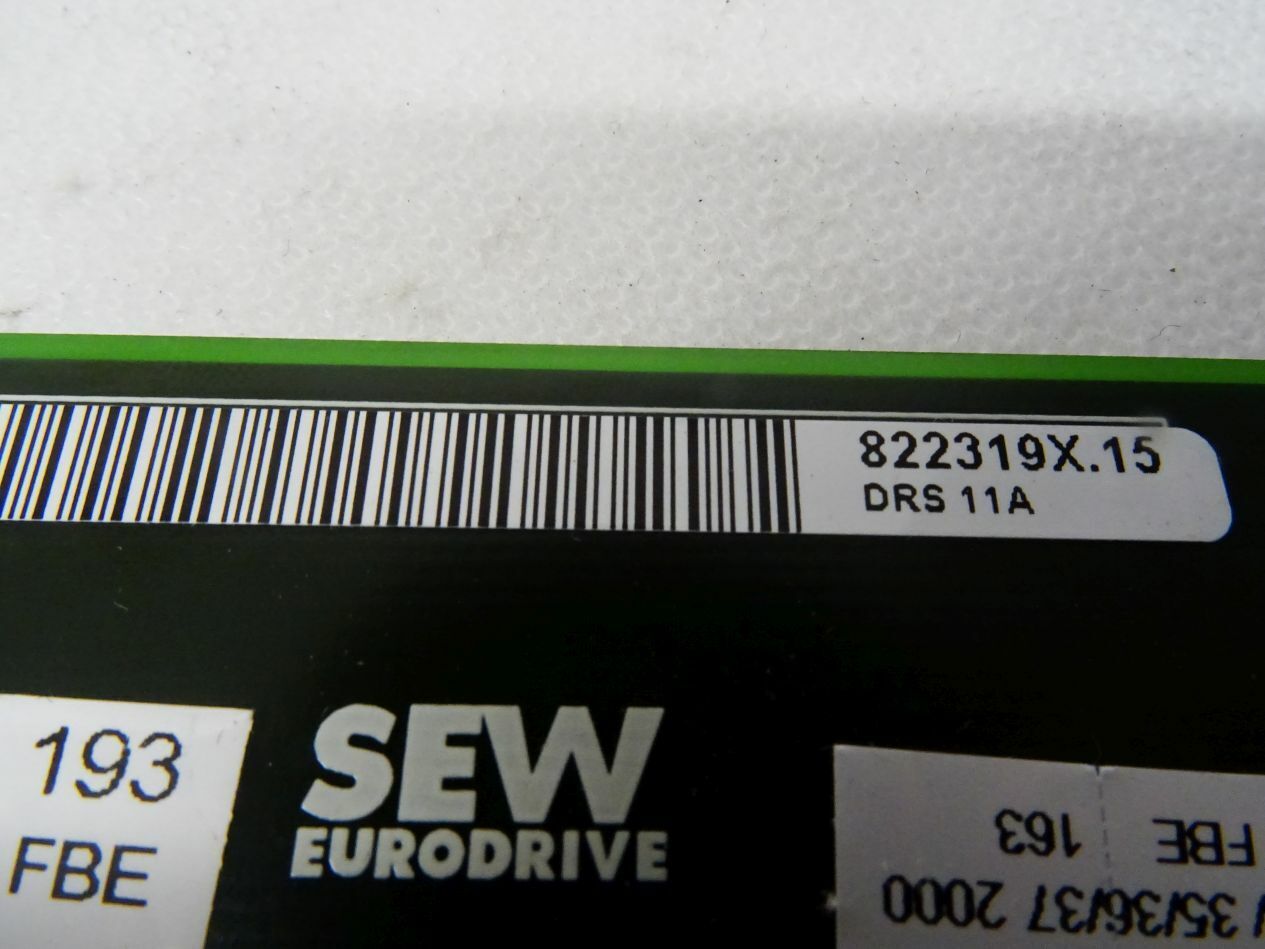 822319X.15
DRS 11A
193
FBE
SEW
EURODRIVE
35/36/37 2000
163
FBE